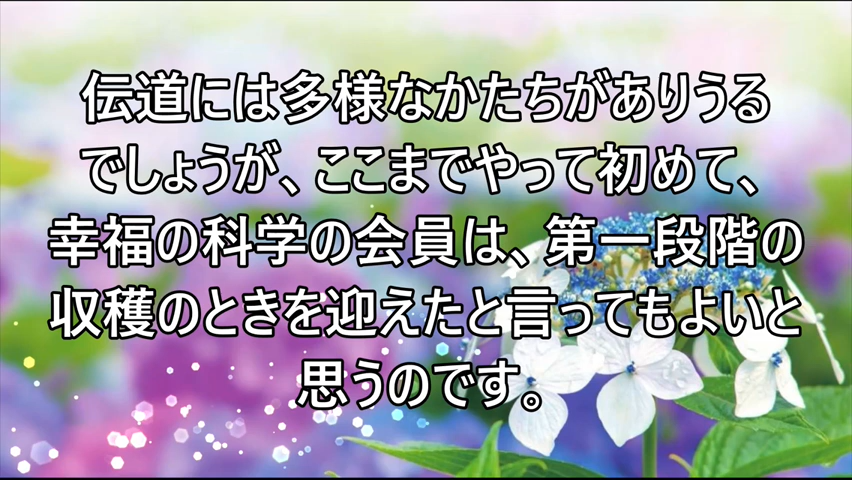 伝道には多様なかたちがありうる
でしょうが、ここまでやって初めて、
幸福の科学の会員は、第一段階の
収穫のときを迎えたと言ってもよいと
思うのです。